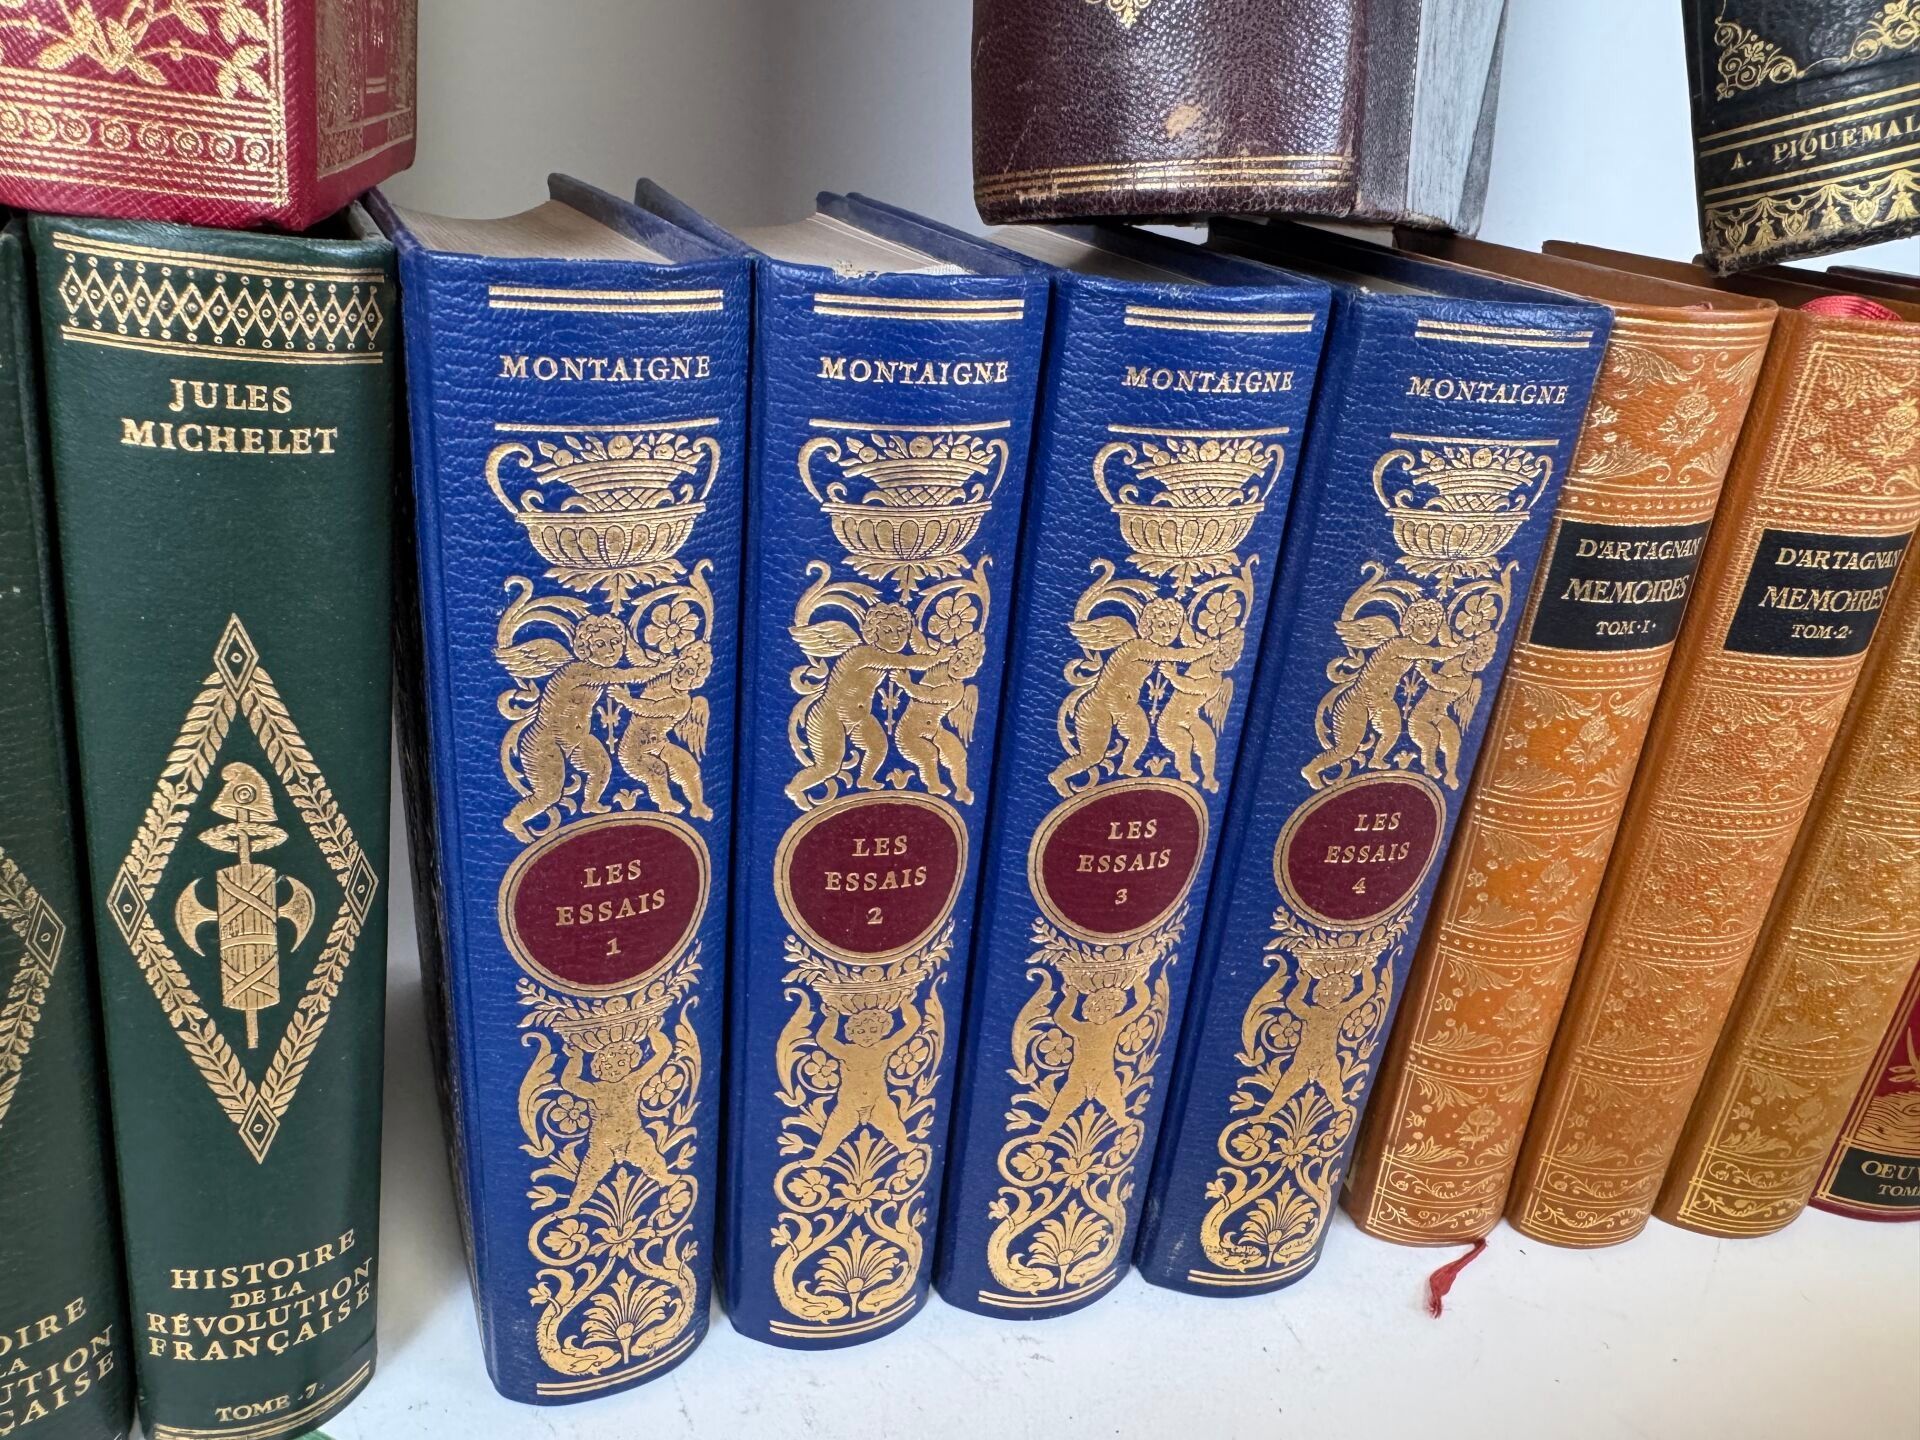 A. PIQUEMAL
JULES
MICHELET
HISTOIRE
DE LA
RÉVOLUTION
FRANÇAISE
TOME · 7 ·
MONTAIGNE
LES
ESSAIS
1
MONTAIGNE
LES
ESSAIS
2
MONTAIGNE
LES
ESSAIS
3
MONTAIGNE
LES
ESSAIS
4
D'ARTAGNAN
MEMOIRES
TOM · 1 ·
D'ARTAGNAN
MEMOIRES
TOM · 2 ·